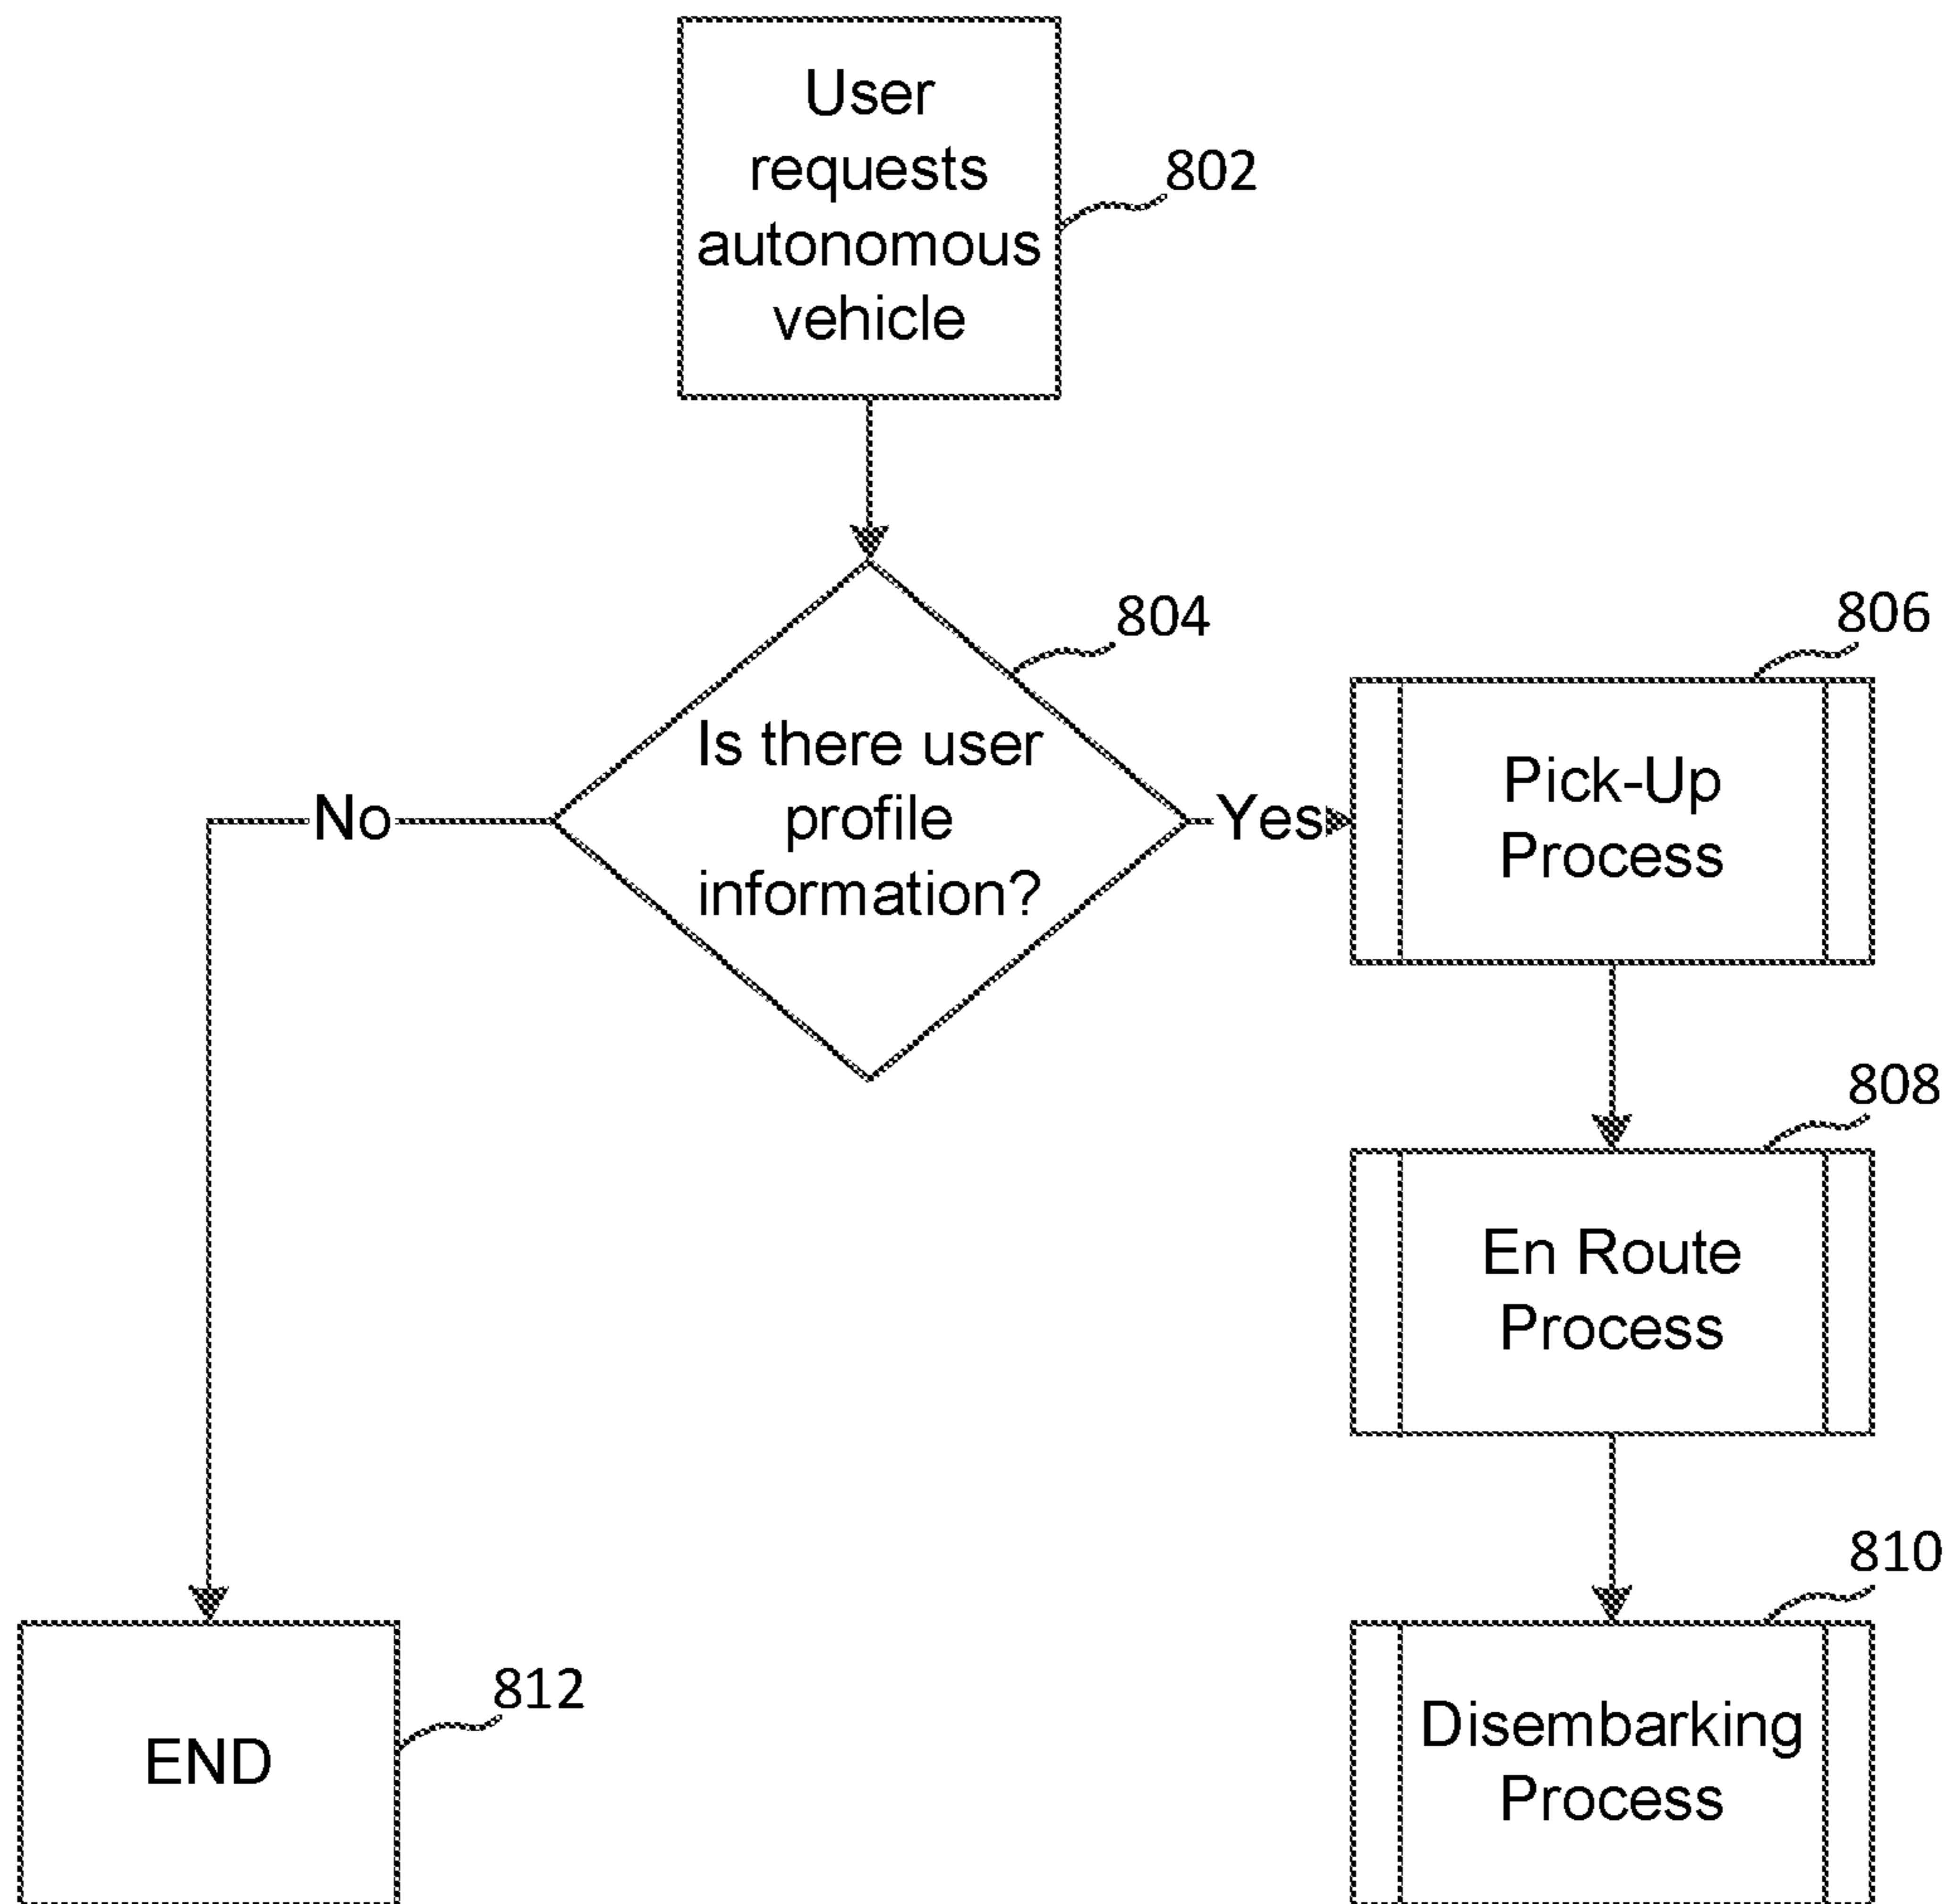 User
requests
autonomous
vehicle
802
804
Is there user
profile
information?
No
Yes
806
Pick-Up
Process
808
En Route
Process
810
Disembarking
Process
812
END